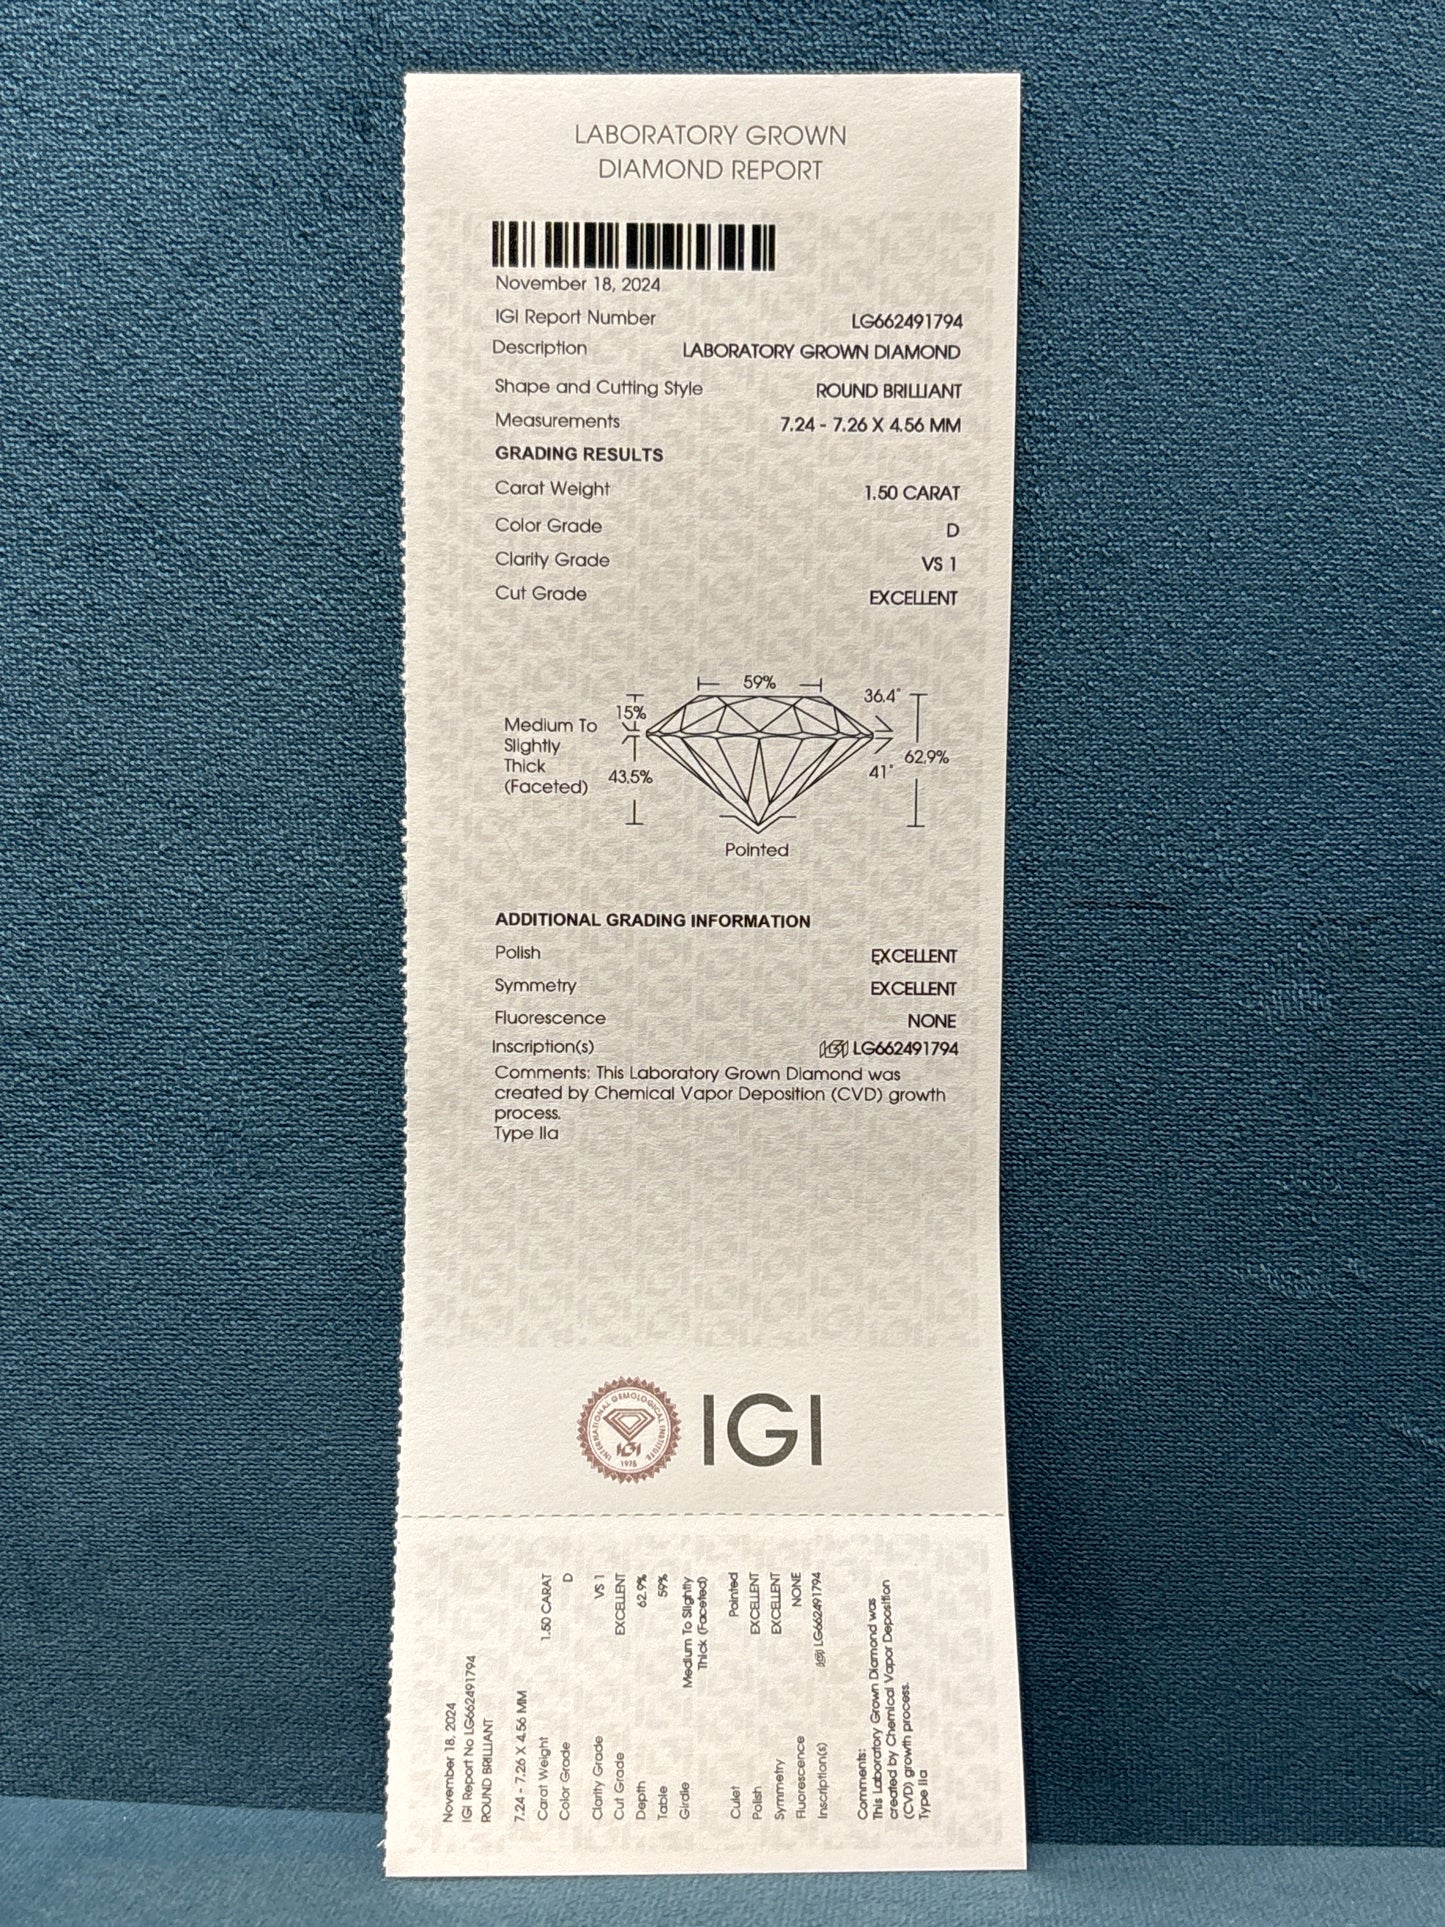 LABORATORY GROWN
DIAMOND REPORT
November 18, 2024
IGI Report Number LG662491794
Description LABORATORY GROWN DIAMOND
Shape and Cutting Style ROUND BRILLIANT
Measurements 7.24 - 7.26 X 4.56 MM
GRADING RESULTS
Carat Weight 1.50 CARAT
Color Grade D
Clarity Grade VS 1
Cut Grade EXCELLENT
59%
15% 36.4°
Medium To
Slightly
Thick
(Faceted)
43.5% 41° 62.9%
Pointed
ADDITIONAL GRADING INFORMATION
Polish EXCELLENT
Symmetry EXCELLENT
Fluorescence NONE
Inscription(s) IGI LG662491794
Comments: This Laboratory Grown Diamond was
created by Chemical Vapor Deposition (CVD) growth
process.
Type IIa
INTERNATIONAL GEMOLOGICAL INSTITUTE
IGI
1975
IGI
November 18, 2024
IGI Report No LG662491794
ROUND BRILLIANT
7.24 - 7.26 X 4.56 MM
Carat Weight 1.50 CARAT
Color Grade D
Clarity Grade VS 1
Cut Grade EXCELLENT
Depth 62.9%
Table 59%
Girdle Medium To Slightly
Thick (Faceted)
Culet Pointed
Polish EXCELLENT
Symmetry EXCELLENT
Fluorescence NONE
Inscription(s) IGI LG662491794
Comments:
This Laboratory Grown Diamond was
created by Chemical Vapor Deposition
(CVD) growth process.
Type IIa